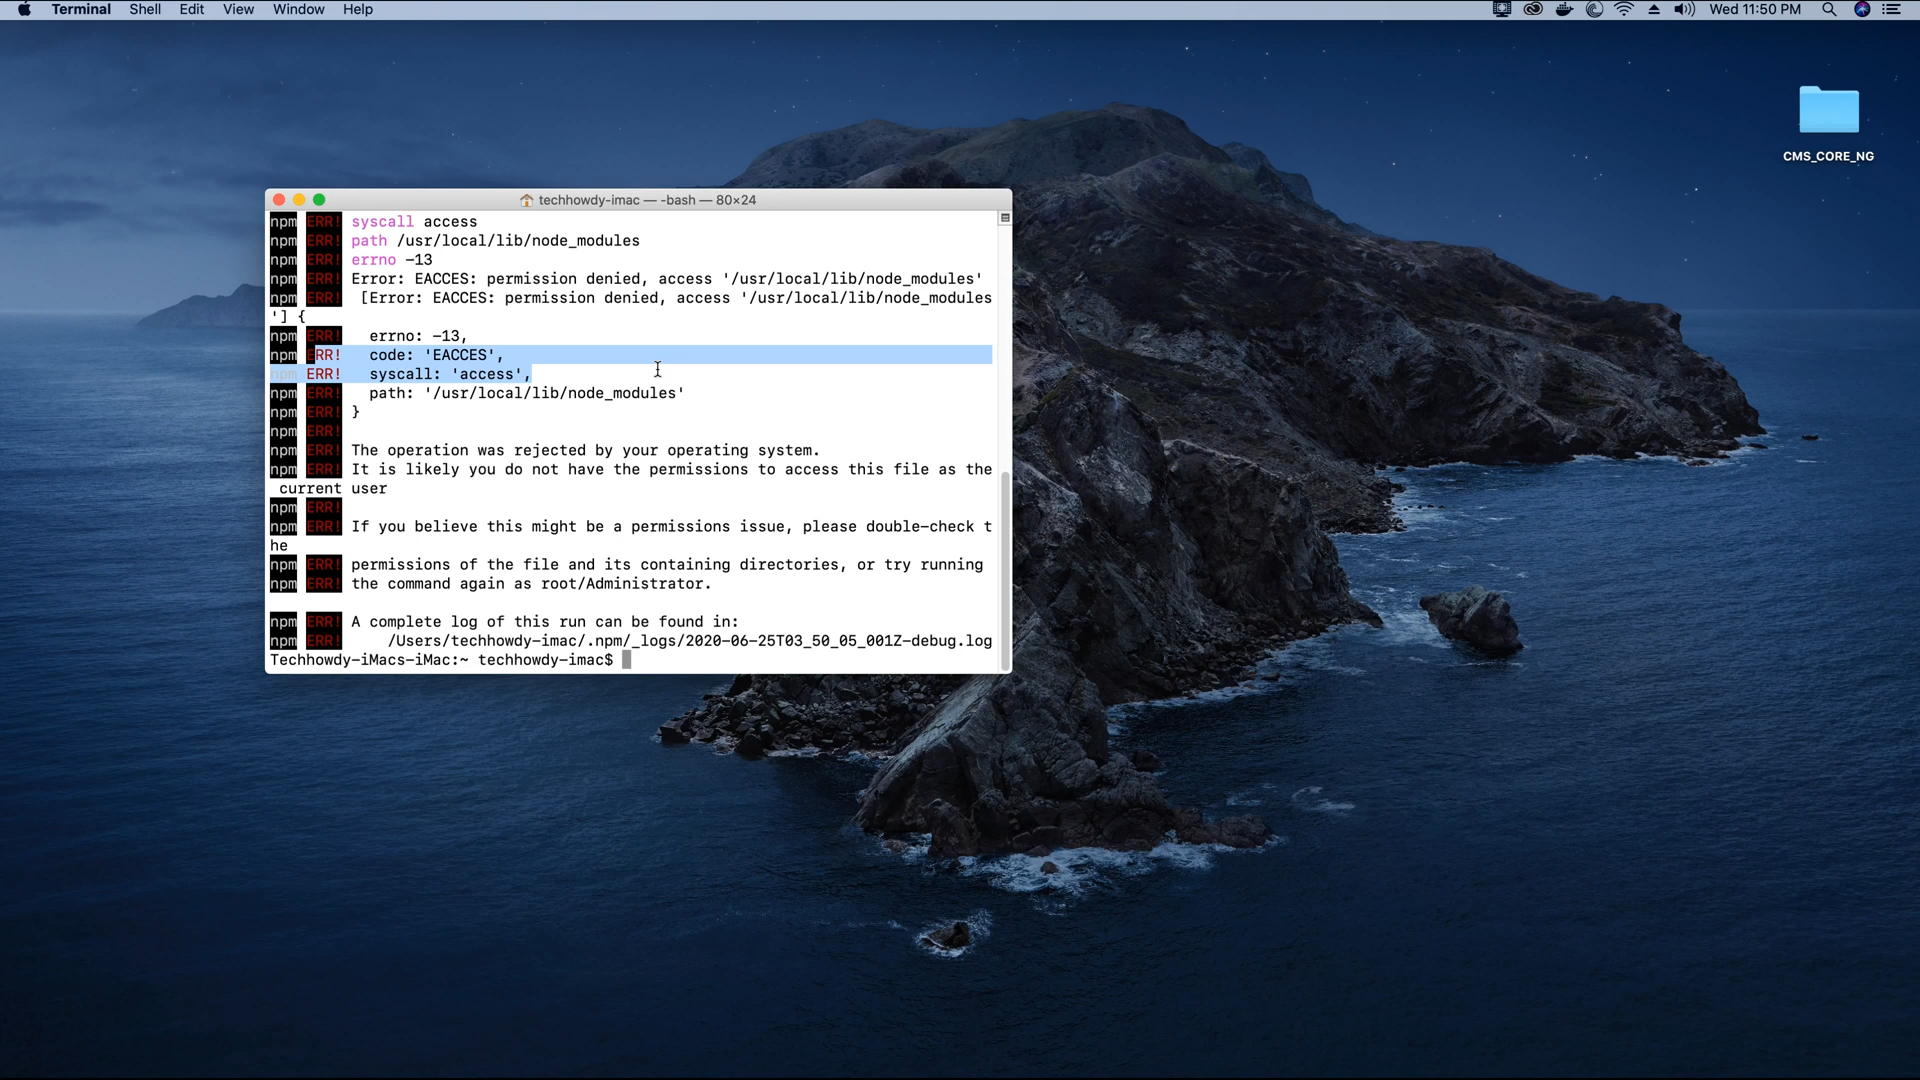 Terminal Shell Edit View Window Help Wed 11:50 PM
CMS_CORE_NG
techhowdy-imac — -bash — 80×24
npm ERR! syscall access
npm ERR! path /usr/local/lib/node_modules
npm ERR! errno -13
npm ERR! Error: EACCES: permission denied, access '/usr/local/lib/node_modules'
npm ERR!  [Error: EACCES: permission denied, access '/usr/local/lib/node_modules
'] {
npm ERR!   errno: -13,
npm ERR!   code: 'EACCES',
npm ERR!   syscall: 'access',
npm ERR!   path: '/usr/local/lib/node_modules'
npm ERR! }
npm ERR!
npm ERR! The operation was rejected by your operating system.
npm ERR! It is likely you do not have the permissions to access this file as the
 current user
npm ERR!
npm ERR! If you believe this might be a permissions issue, please double-check t
he
npm ERR! permissions of the file and its containing directories, or try running
npm ERR! the command again as root/Administrator.
npm ERR! A complete log of this run can be found in:
npm ERR!     /Users/techhowdy-imac/.npm/_logs/2020-06-25T03_50_05_001Z-debug.log
Techhowdy-iMacs-iMac:~ techhowdy-imac$